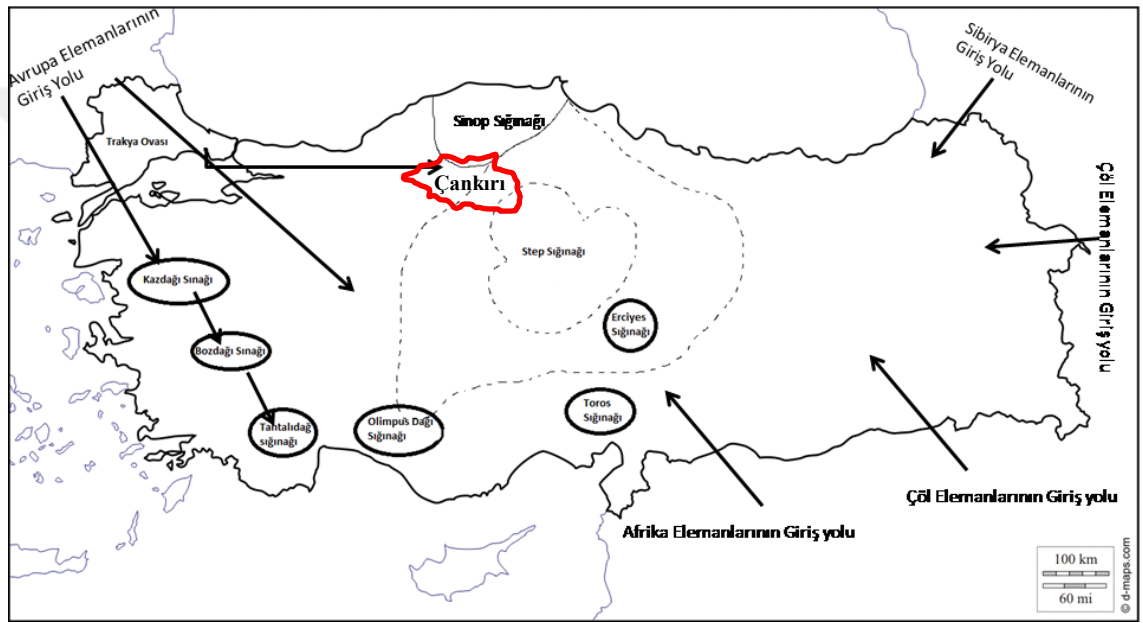 Avrupa Elemanlarının
Giriş Yolu
Sibirya Elemanlarının
Giriş Yolu
Sinop Sığınağı
Trakya Ovası
Çankırı
Çöl Elemanlarının Giriş yolu
Step Sığınağı
Kazdağı Sınağı
Erciyes
Sığınağı
Bozdağı Sınağı
Toros
Sığınağı
Tahtalıdağ
sığınağı
Olimpus Dağı
Sığınağı
Çöl Elemanlarının Giriş yolu
Afrika Elemanlarının Giriş yolu
100 km
60 mi
© d-maps.com